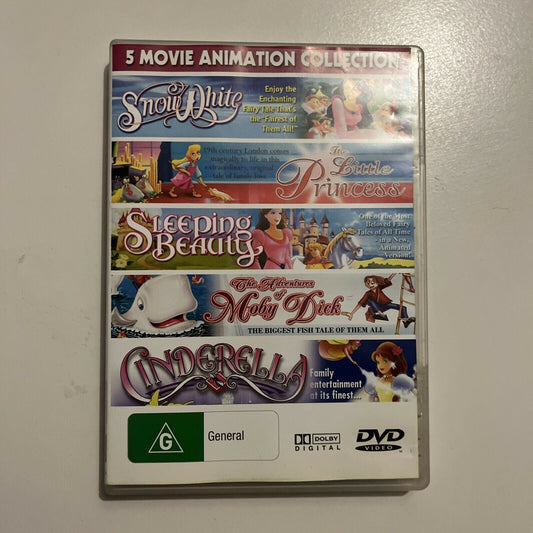 5 MOVIE ANIMATION COLLECTION
Snow White
Enjoy the
Enchanting
Fairy Tale That's
the "Fairest of
Them All!"
19th century London comes
magically to life in this
extraordinary, original
tale of family love.
The Little
Princess
SLEEPING
BEAUTY
One of the Most
Beloved Fairy
Tales of All Time
in a New,
Animated
Version!
The Adventures
of
Moby Dick
THE BIGGEST FISH TALE OF THEM ALL
CINDERELLA
Family
entertainment
at its finest...
G
General
DOLBY
DIGITAL
DVD
VIDEO